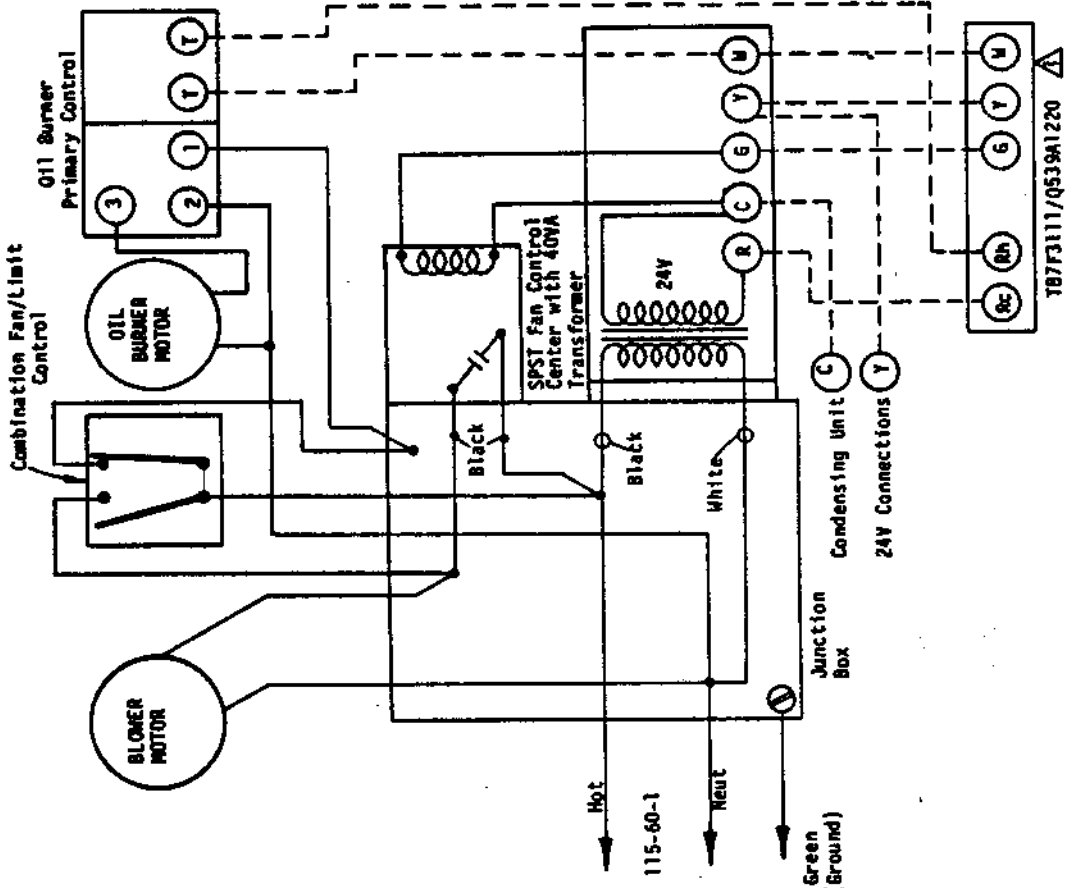 Combination Fan/Limit
Control
Oil Burner
Primary Control
OIL
BURNER
MOTOR
3
2
1
T
T
BLOWER
MOTOR
Black
SPST Fan Control
Center with 40VA
Transformer
24V
Black
White
R
C
G
Y
W
Hot
115-60-1
Neut
Green
Ground)
Junction
Box
Condensing Unit
C
24V Connections
Y
Rc
Rh
G
Y
W
T87F3111/Q539A1220
1